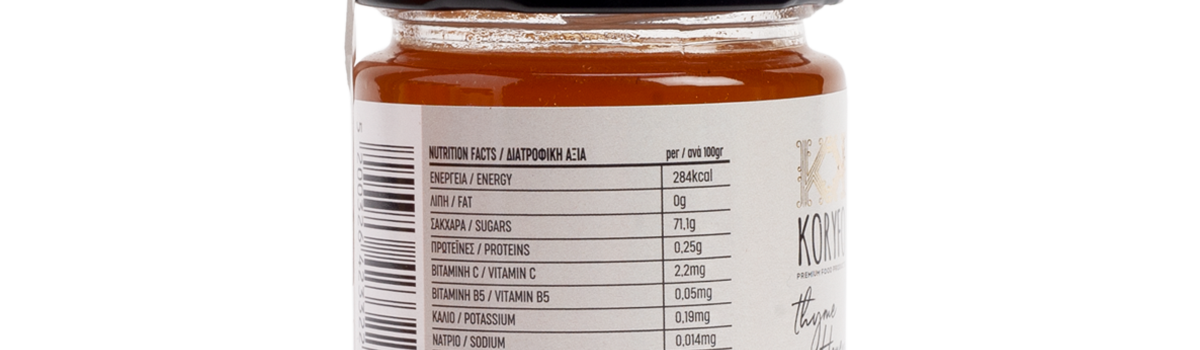 NUTRITION FACTS / ΔΙΑΤΡΟΦΙΚΗ ΑΞΙΑ per / ανά 100gr
ΕΝΕΡΓΕΙΑ / ENERGY 284kcal
ΛΙΠΗ / FAT 0g
ΣΑΚΧΑΡΑ / SUGARS 71,1g
ΠΡΩΤΕΪΝΕΣ / PROTEINS 0,25g
ΒΙΤΑΜΙΝΗ C / VITAMIN C 2,2mg
ΒΙΤΑΜΙΝΗ B5 / VITAMIN B5 0,05mg
ΚΑΛΙΟ / POTASSIUM 0,19mg
ΝΑΤΡΙΟ / SODIUM 0,014mg
PREMIUM FOOD
thyme